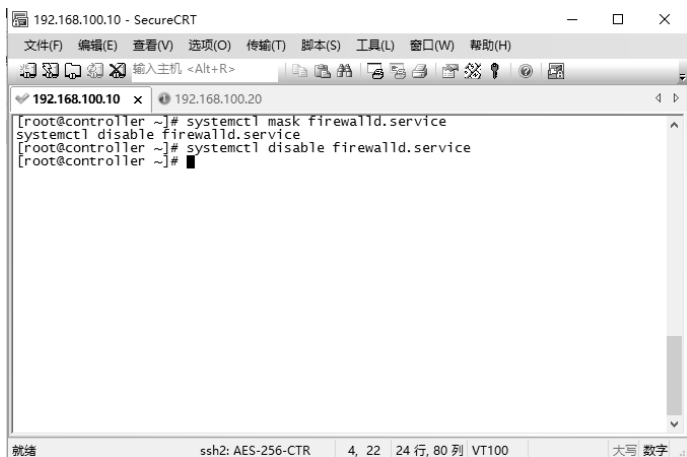 192.168.100.10 - SecureCRT
文件(F) 编辑(E) 查看(V) 选项(O) 传输(T) 脚本(S) 工具(L) 窗口(W) 帮助(H)
输入主机 <Alt+R>
192.168.100.10 × 192.168.100.20
[root@controller ~]# systemctl mask firewalld.service
systemctl disable firewalld.service
[root@controller ~]# systemctl disable firewalld.service
[root@controller ~]#
就绪 ssh2: AES-256-CTR 4, 22 24 行, 80 列 VT100 大写 数字